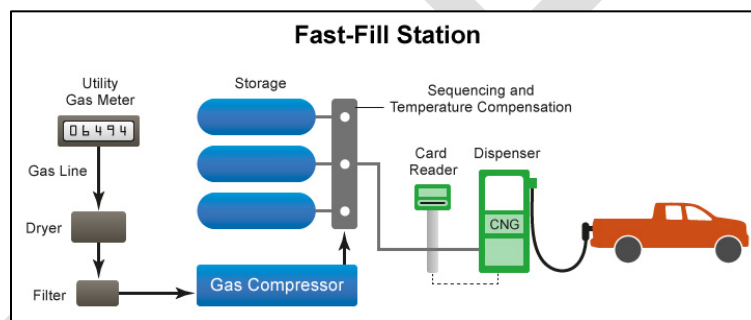 Fast-Fill Station
Utility
Gas Meter
06494
Gas Line
Dryer
Filter
Storage
Gas Compressor
Sequencing and
Temperature Compensation
Card
Reader
Dispenser
CNG